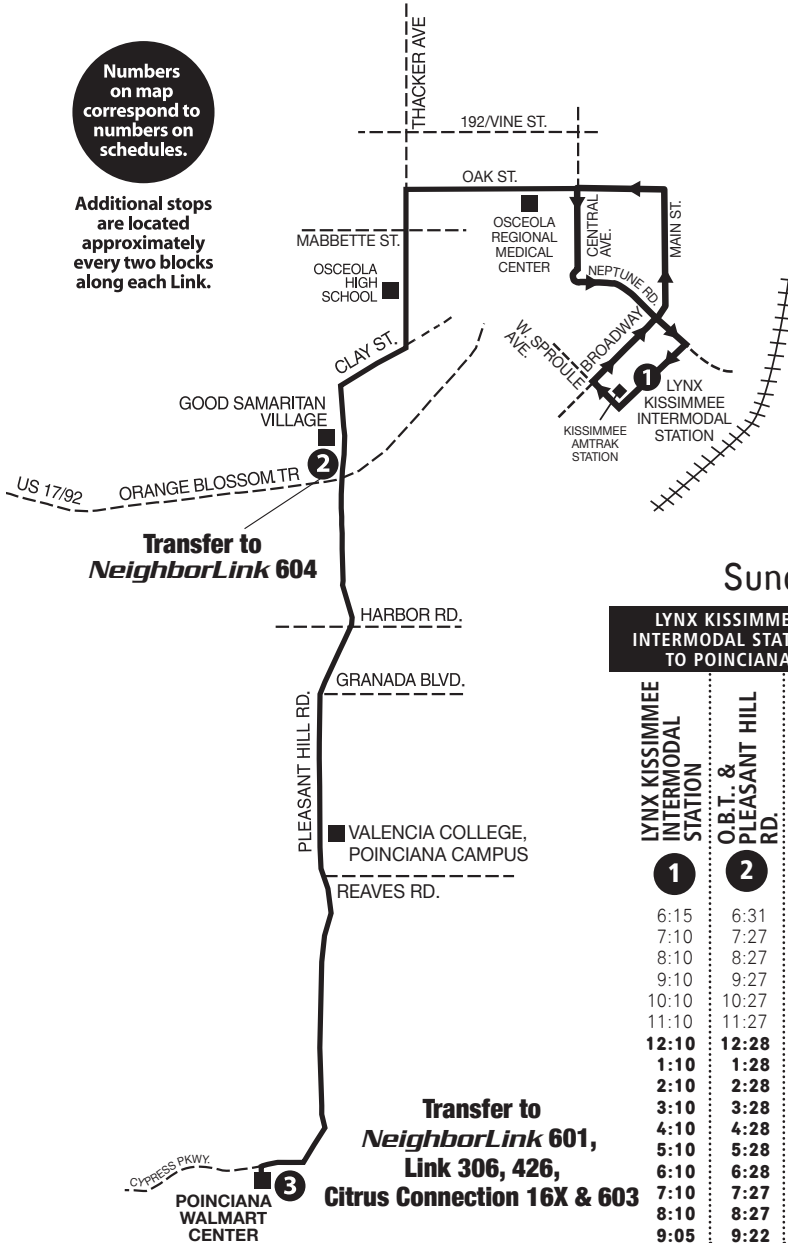 Numbers
on map
correspond to
numbers on
schedules.
Additional stops
are located
approximately
every two blocks
along each Link.
THACKER AVE
192/VINE ST.
OAK ST.
MABBETTE ST.
OSCEOLA
HIGH
SCHOOL
OSCEOLA
REGIONAL
MEDICAL
CENTER
CENTRAL
AVE.
MAIN ST.
NEPTUNE RD.
BROADWAY
W. SPROULE
AVE.
CLAY ST.
1
LYNX
KISSIMMEE
INTERMODAL
STATION
KISSIMMEE
AMTRAK
STATION
GOOD SAMARITAN
VILLAGE
2
US 17/92
ORANGE BLOSSOM TR
Transfer to
NeighborLink 604
HARBOR RD.
GRANADA BLVD.
PLEASANT HILL RD.
VALENCIA COLLEGE,
POINCIANA CAMPUS
REAVES RD.
Transfer to
NeighborLink 601,
Link 306, 426,
Citrus Connection 16X & 603
CYPRESS PKWY.
3
POINCIANA
WALMART
CENTER
LYNX KISSIMME
INTERMODAL STAT
TO POINCIANA
LYNX KISSIMMEE
INTERMODAL
STATION
O.B.T. &
PLEASANT HILL
RD.
1 2
6:15 6:31
7:10 7:27
8:10 8:27
9:10 9:27
10:10 10:27
11:10 11:27
12:10 12:28
1:10 1:28
2:10 2:28
3:10 3:28
4:10 4:28
5:10 5:28
6:10 6:28
7:10 7:27
8:10 8:27
9:05 9:22